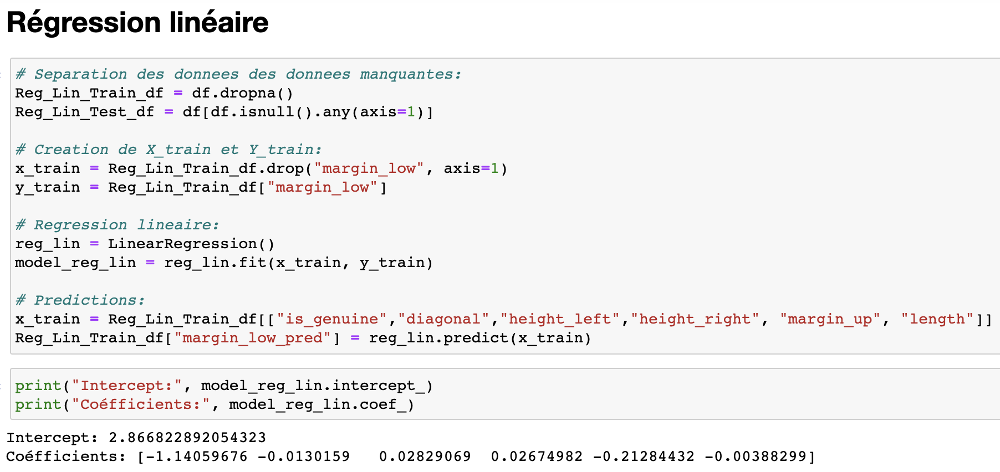 Régression linéaire
# Separation des donnees des donnees manquantes:
Reg_Lin_Train_df = df.dropna()
Reg_Lin_Test_df = df[df.isnull().any(axis=1)]
# Creation de X_train et Y_train:
x_train = Reg_Lin_Train_df.drop("margin_low", axis=1)
y_train = Reg_Lin_Train_df["margin_low"]
# Regression lineaire:
reg_lin = LinearRegression()
model_reg_lin = reg_lin.fit(x_train, y_train)
# Predictions:
x_train = Reg_Lin_Train_df[["is_genuine","diagonal","height_left","height_right", "margin_up", "length"]]
Reg_Lin_Train_df["margin_low_pred"] = reg_lin.predict(x_train)
print("Intercept:", model_reg_lin.intercept_)
print("Coéfficients:", model_reg_lin.coef_)
Intercept: 2.866822892054323
Coéfficients: [-1.14059676 -0.0130159   0.02829069  0.02674982 -0.21284432 -0.00388299]